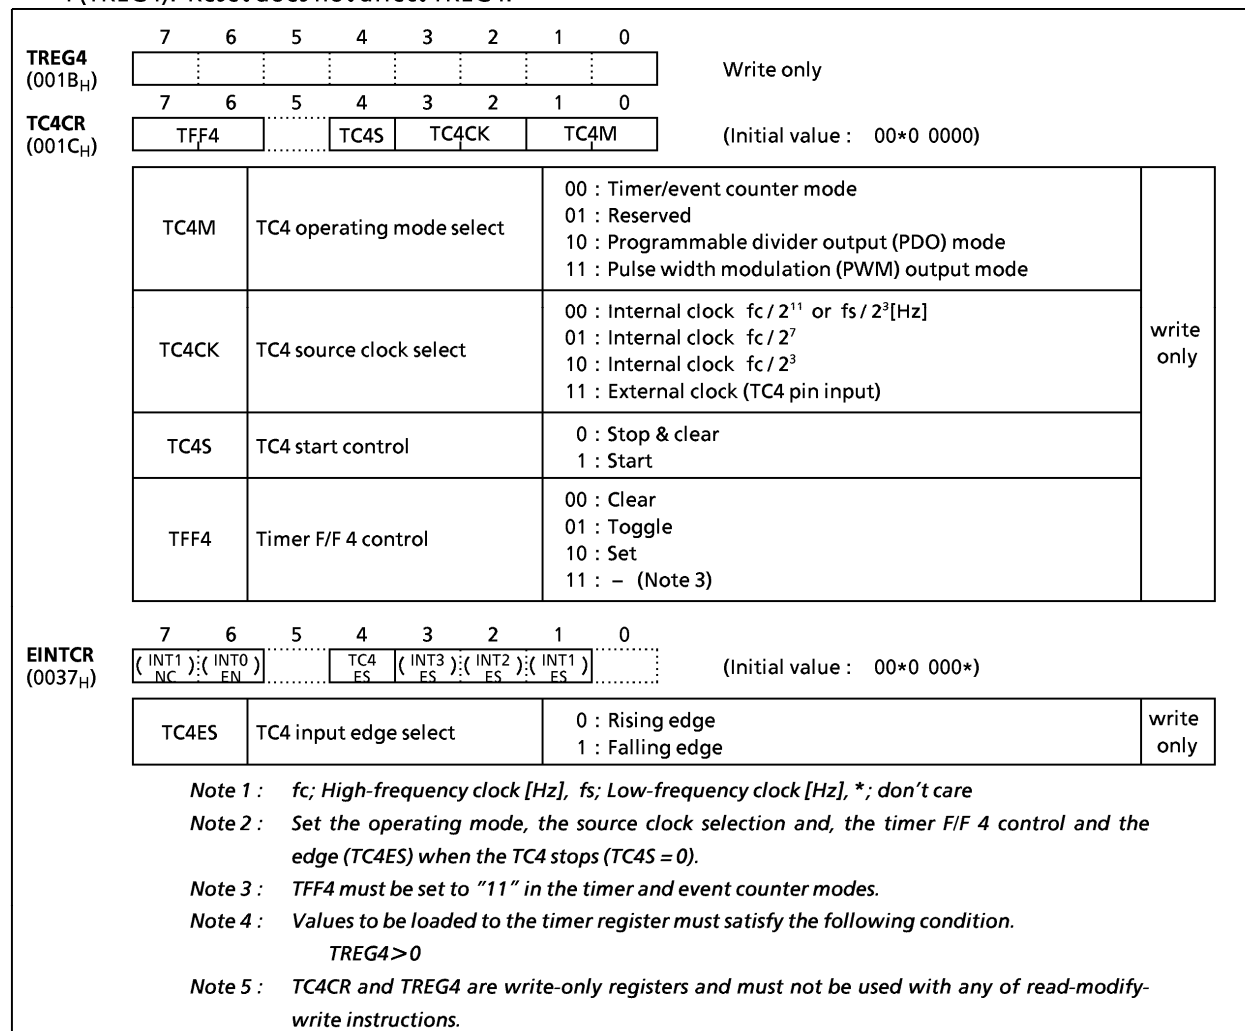 4 (TREG4). Reset does not affect TREG4.
7 6 5 4 3 2 1 0
TREG4
(001BH)
Write only
7 6 5 4 3 2 1 0
TC4CR
(001CH)
TFF4 TC4S TC4CK TC4M
(Initial value : 00*0 0000)
TC4M
TC4 operating mode select
00 : Timer/event counter mode
01 : Reserved
10 : Programmable divider output (PDO) mode
11 : Pulse width modulation (PWM) output mode
write
only
TC4CK
TC4 source clock select
00 : Internal clock fc / 2¹¹ or fs / 2³[Hz]
01 : Internal clock fc / 2⁷
10 : Internal clock fc / 2³
11 : External clock (TC4 pin input)
TC4S
TC4 start control
0 : Stop & clear
1 : Start
TFF4
Timer F/F 4 control
00 : Clear
01 : Toggle
10 : Set
11 : – (Note 3)
7 6 5 4 3 2 1 0
EINTCR
(0037H)
(INT1 NC) (INT0 EN) TC4 ES (INT3 ES) (INT2 ES) (INT1 ES)
(Initial value : 00*0 000*)
TC4ES
TC4 input edge select
0 : Rising edge
1 : Falling edge
write
only
Note 1 : fc; High-frequency clock [Hz], fs; Low-frequency clock [Hz], *; don't care
Note 2 : Set the operating mode, the source clock selection and, the timer F/F 4 control and the
edge (TC4ES) when the TC4 stops (TC4S = 0).
Note 3 : TFF4 must be set to "11" in the timer and event counter modes.
Note 4 : Values to be loaded to the timer register must satisfy the following condition.
TREG4>0
Note 5 : TC4CR and TREG4 are write-only registers and must not be used with any of read-modify-
write instructions.